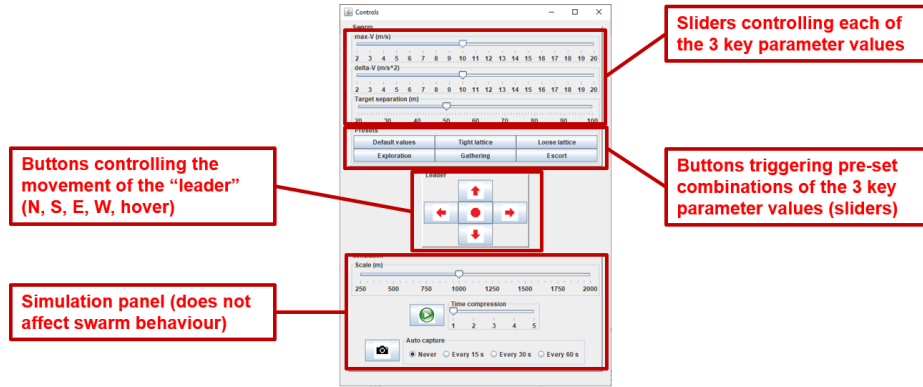 Controls
Swarm
max-V (m/s)
2 3 4 5 6 7 8 9 10 11 12 13 14 15 16 17 18 19 20
delta-V (m/s^2)
2 3 4 5 6 7 8 9 10 11 12 13 14 15 16 17 18 19 20
Target separation (m)
20 30 40 50 60 70 80 90 100
Presets
Default values Tight lattice Loose lattice
Exploration Gathering Escort
Leader
Scale (m)
250 500 750 1000 1250 1500 1750 2000
Time compression
1 2 3 4 5
Auto capture
Never Every 15 s Every 30 s Every 60 s
Sliders controlling each of
the 3 key parameter values
Buttons controlling the
movement of the “leader”
(N, S, E, W, hover)
Buttons triggering pre-set
combinations of the 3 key
parameter values (sliders)
Simulation panel (does not
affect swarm behaviour)